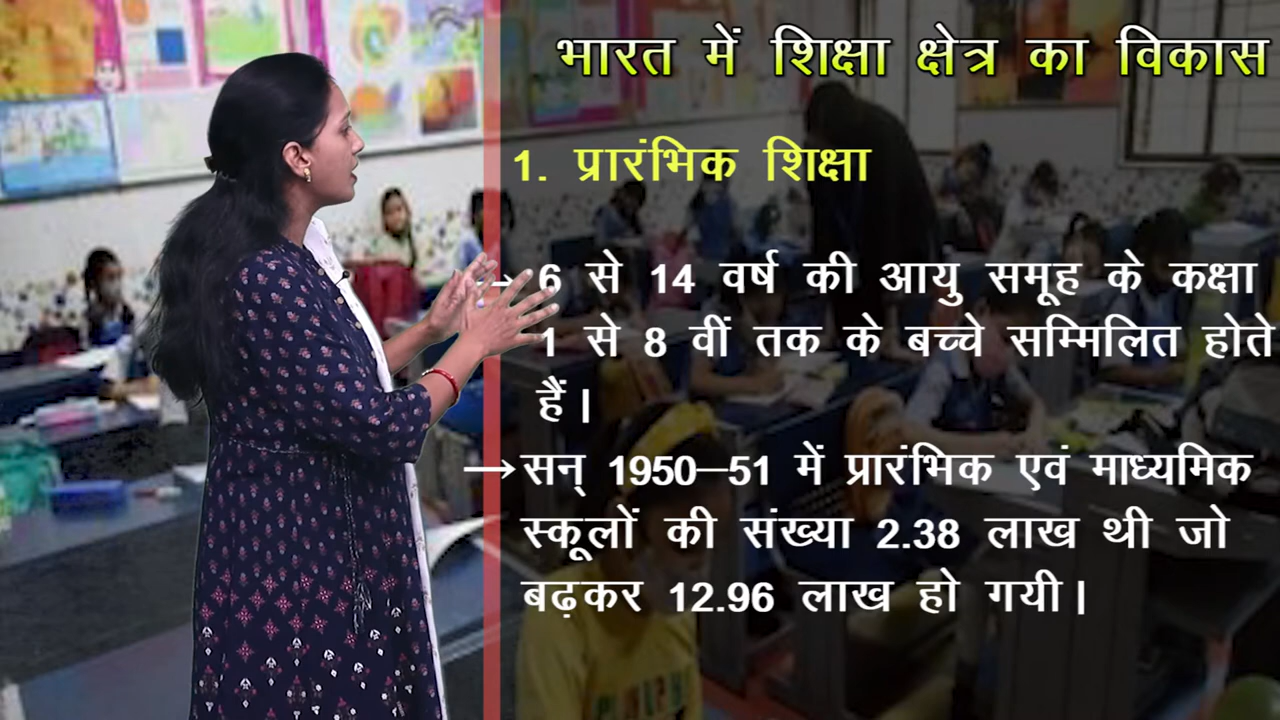 भारत में शिक्षा क्षेत्र का विकास
1. प्रारंभिक शिक्षा
→ 6 से 14 वर्ष की आयु समूह के कक्षा
1 से 8 वीं तक के बच्चे सम्मिलित होते
हैं।
→ सन् 1950–51 में प्रारंभिक एवं माध्यमिक
स्कूलों की संख्या 2.38 लाख थी जो
बढ़कर 12.96 लाख हो गयी।